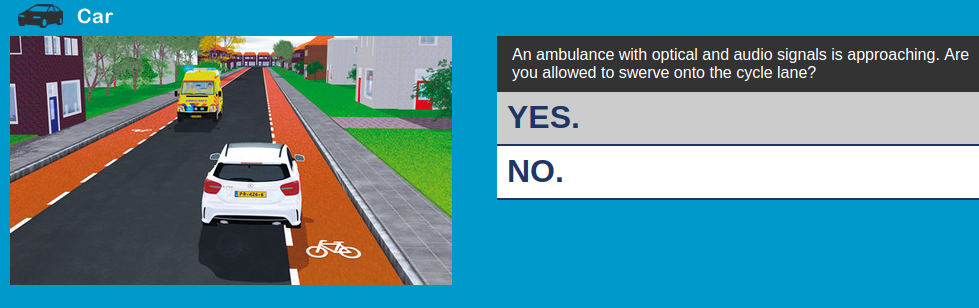 Car
An ambulance with optical and audio signals is approaching. Are
you allowed to swerve onto the cycle lane?
YES.
NO.